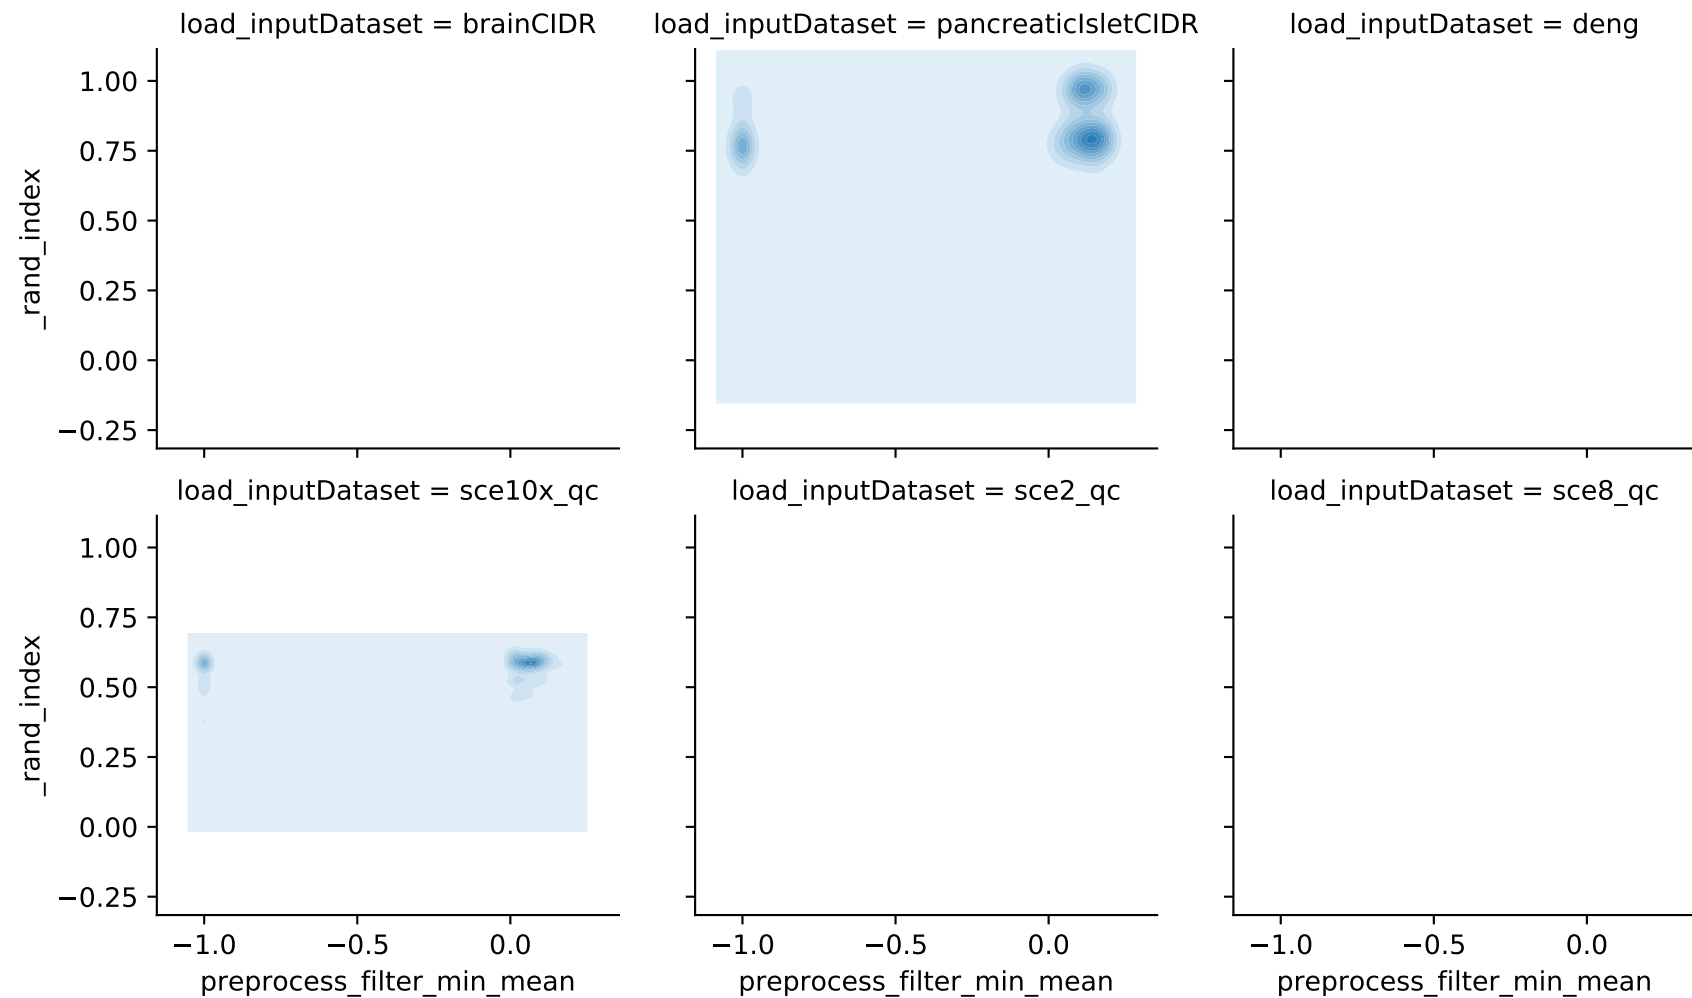 load_inputDataset = brainCIDR
load_inputDataset = pancreaticIsletCIDR
load_inputDataset = deng
_rand_index
1.00
0.75
0.50
0.25
0.00
−0.25
load_inputDataset = sce10x_qc
load_inputDataset = sce2_qc
load_inputDataset = sce8_qc
_rand_index
1.00
0.75
0.50
0.25
0.00
−0.25
−1.0
−0.5
0.0
−1.0
−0.5
0.0
−1.0
−0.5
0.0
preprocess_filter_min_mean
preprocess_filter_min_mean
preprocess_filter_min_mean